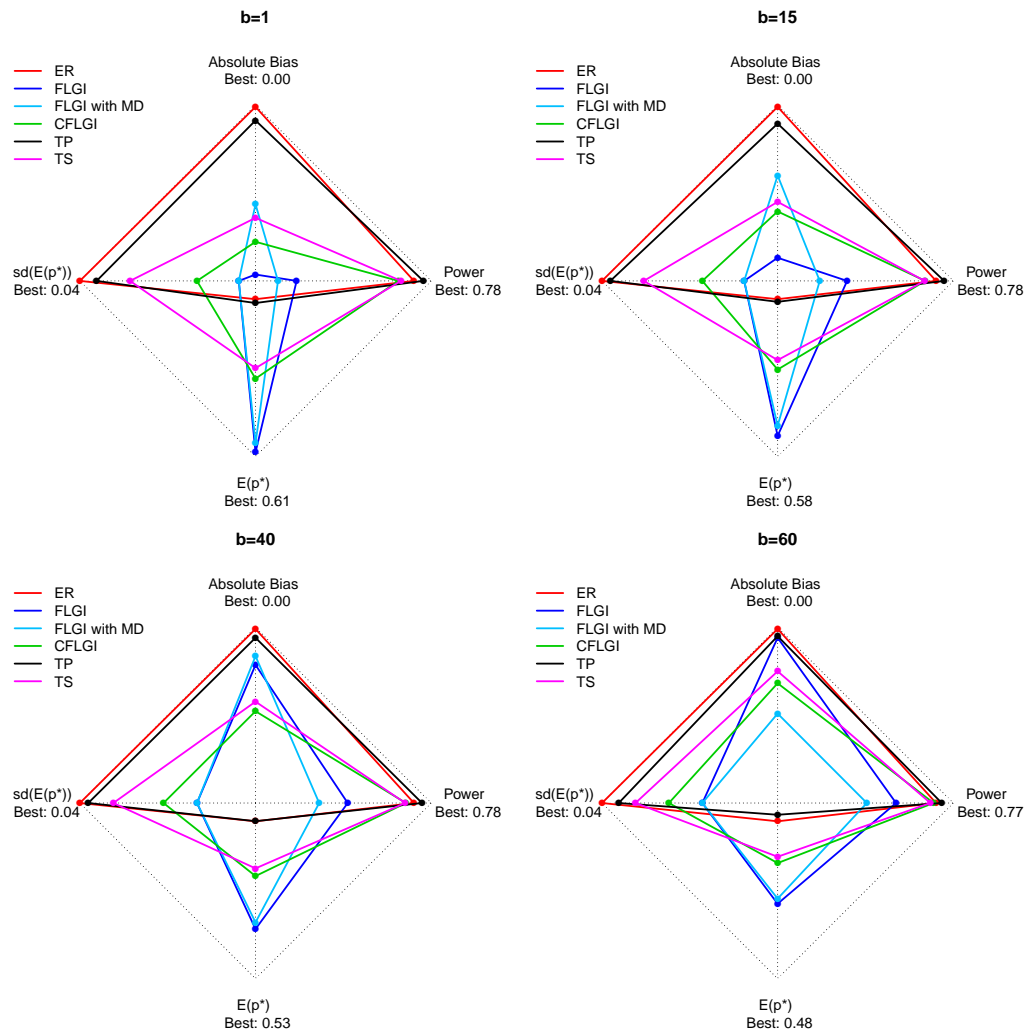 b=1
Absolute Bias
Best: 0.00
ER
FLGI
FLGI with MD
CFLGI
TP
TS
sd(E(p*))
Best: 0.04
Power
Best: 0.78
E(p*)
Best: 0.61
b=15
Absolute Bias
Best: 0.00
ER
FLGI
FLGI with MD
CFLGI
TP
TS
sd(E(p*))
Best: 0.04
Power
Best: 0.78
E(p*)
Best: 0.58
b=40
Absolute Bias
Best: 0.00
ER
FLGI
FLGI with MD
CFLGI
TP
TS
sd(E(p*))
Best: 0.04
Power
Best: 0.78
E(p*)
Best: 0.53
b=60
Absolute Bias
Best: 0.00
ER
FLGI
FLGI with MD
CFLGI
TP
TS
sd(E(p*))
Best: 0.04
Power
Best: 0.77
E(p*)
Best: 0.48